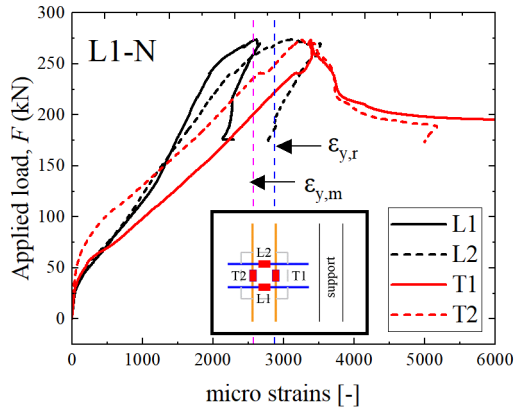 L1-N
Applied load, F (kN)
300
250
200
150
100
50
0
ε_y,r
ε_y,m
L2
T2
T1
L1
support
L1
L2
T1
T2
0
1000
2000
3000
4000
5000
6000
micro strains [-]